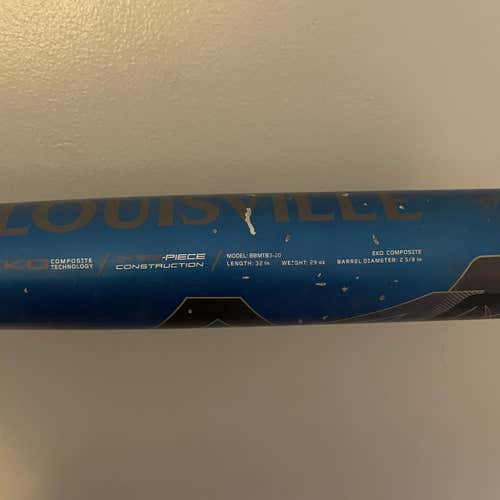 LOUISVILLE
EKO COMPOSITE TECHNOLOGY / -PIECE CONSTRUCTION / MODEL: BBMTB3-20
LENGTH: 32 in WEIGHT: 29 oz
EKO COMPOSITE
BARREL DIAMETER: 2 5/8 in